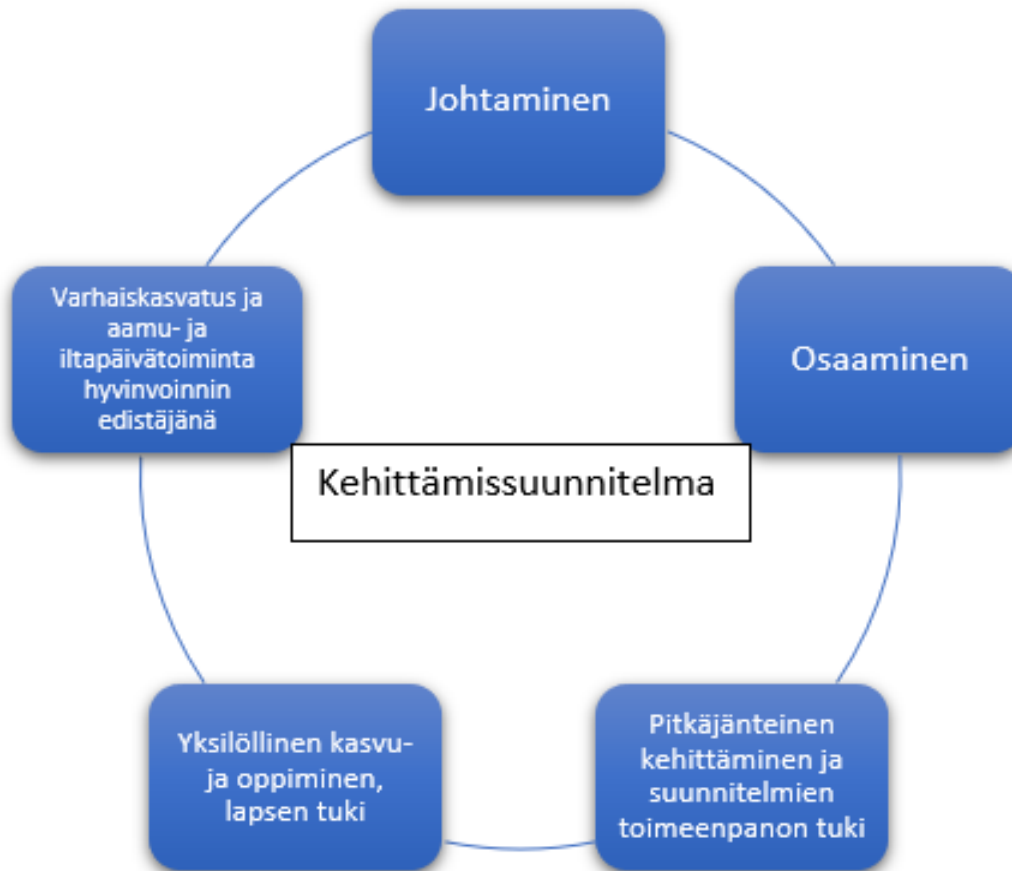 Johtaminen
Varhaiskasvatus ja
aamu- ja
iltapäivätoiminta
hyvinvoinnin
edistäjänä
Osaaminen
Kehittämissuunnitelma
Yksilöllinen kasvu-
ja oppiminen,
lapsen tuki
Pitkäjänteinen
kehittäminen ja
suunnitelmien
toimeenpanon tuki